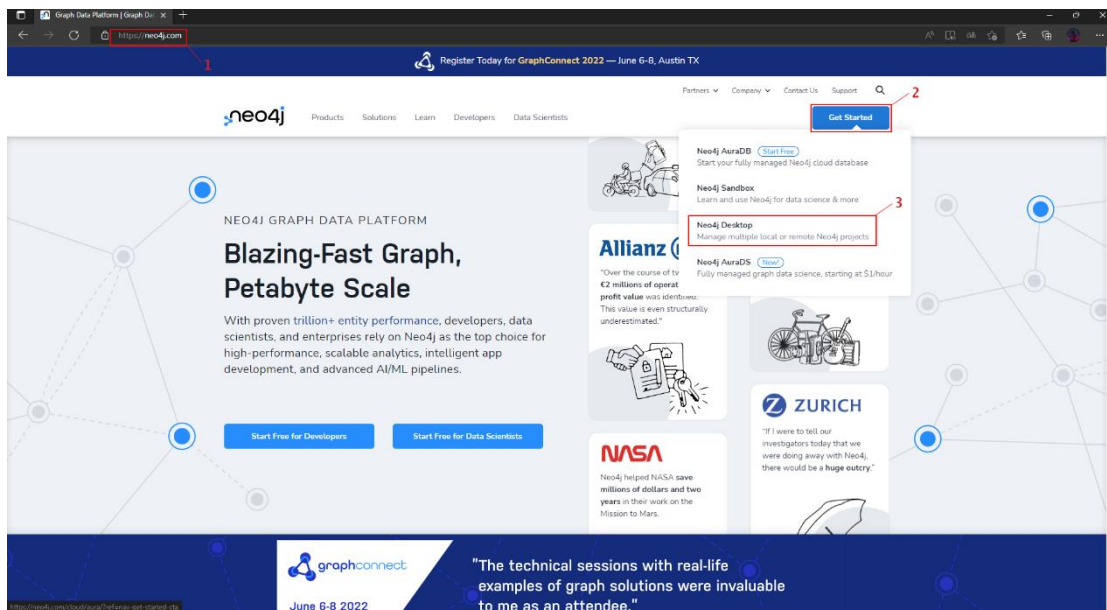 Graph Data Platform | Graph Da
https://neo4j.com
1
Register Today for GraphConnect 2022 — June 6-8, Austin TX
Partners Company Contact Us Support
2
neo4j
Products Solutions Learn Developers Data Scientists
Get Started
Neo4j AuraDB Start Free
Start your fully managed Neo4j cloud database
Neo4j Sandbox
Learn and use Neo4j for data science & more
3
Neo4j Desktop
Manage multiple local or remote Neo4j projects
Neo4j AuraDS New!
Fully managed graph data science, starting at $1/hour
NEO4J GRAPH DATA PLATFORM
Blazing-Fast Graph,
Petabyte Scale
With proven trillion+ entity performance, developers, data
scientists, and enterprises rely on Neo4j as the top choice for
high-performance, scalable analytics, intelligent app
development, and advanced AI/ML pipelines.
Start Free for Developers Start Free for Data Scientists
Allianz
"Over the course of
€2 millions of
profit value was identified.
This value is even structurally
underestimated."
NASA
Neo4j helped NASA save
millions of dollars and two
years in their work on the
Mission to Mars.
ZURICH
"If I were to tell our
investigators today that we
were doing away with Neo4j,
there would be a huge outcry."
graphconnect
June 6-8 2022
"The technical sessions with real-life
examples of graph solutions were invaluable
to me as an attendee."
https://neo4j.com/cloud/aura/?ref=nav-get-started-cta